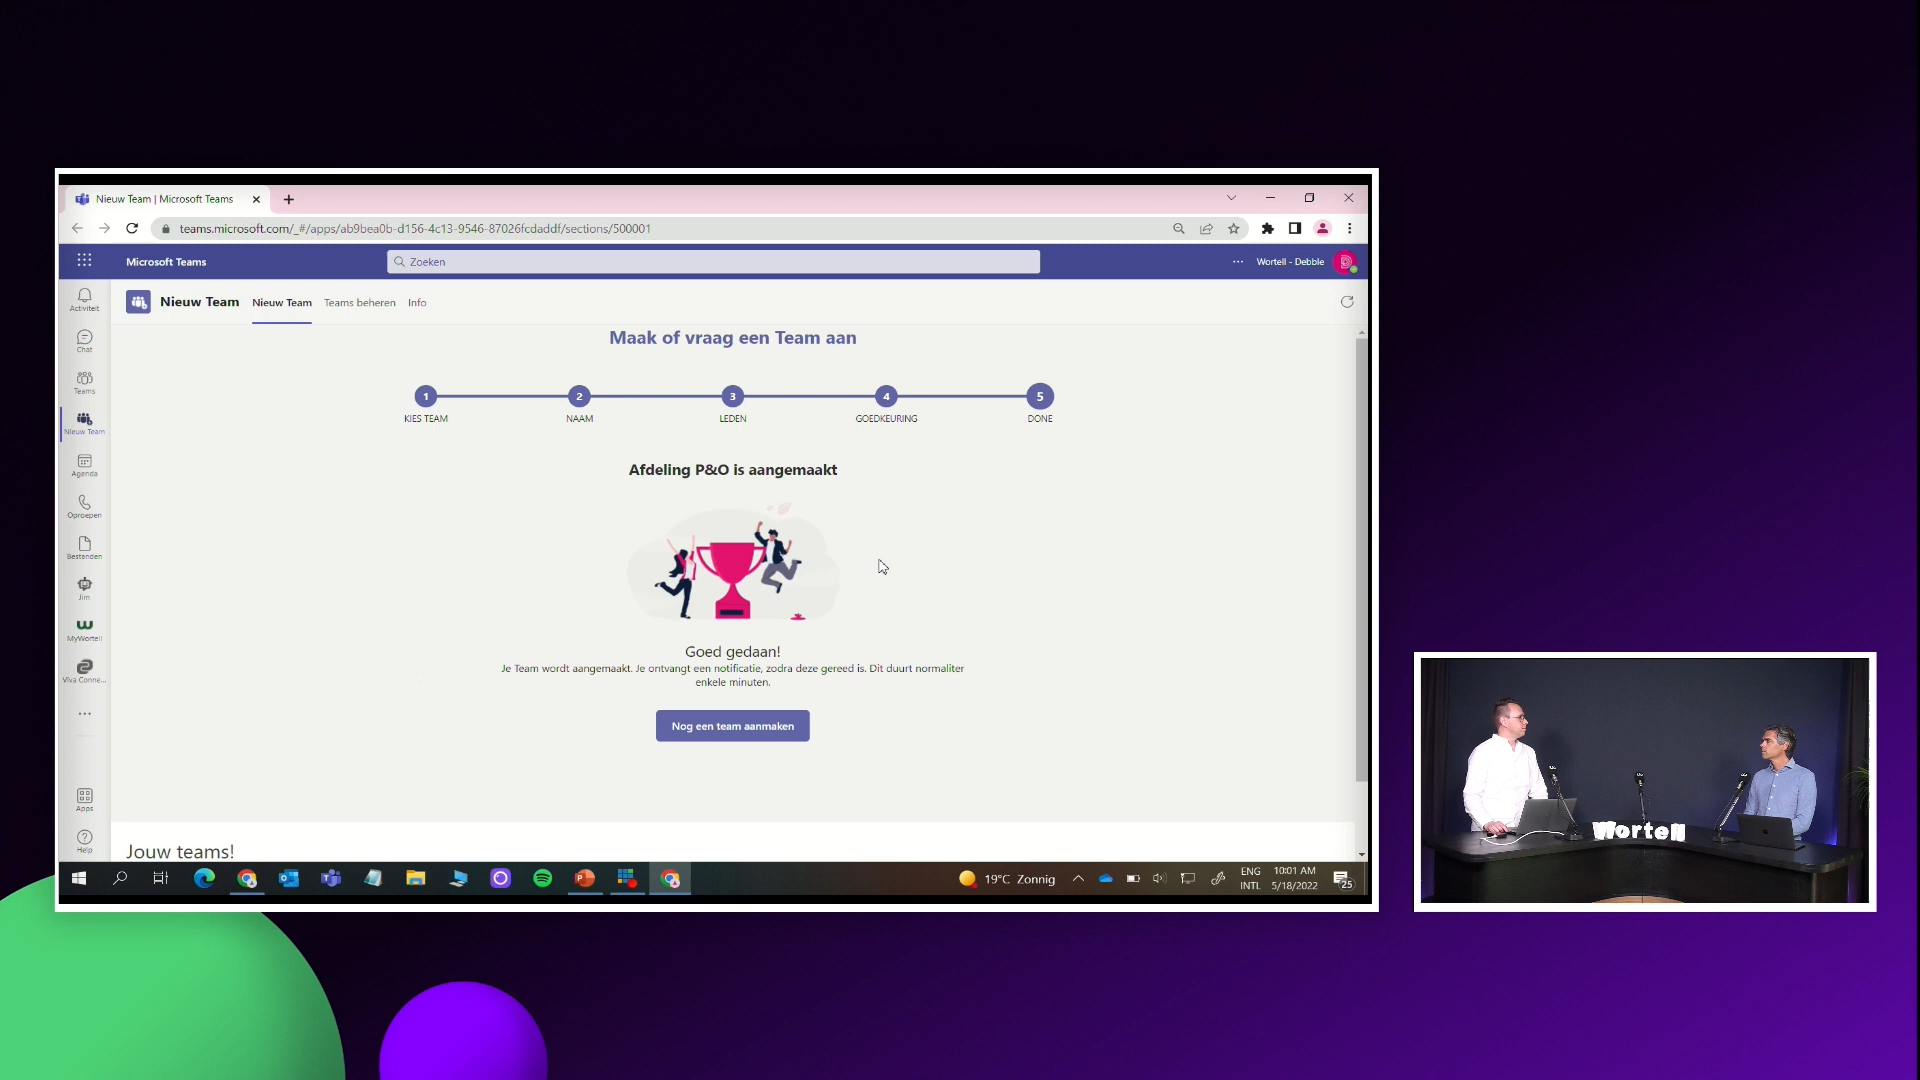 Nieuw Team | Microsoft Teams
teams.microsoft.com/_#/apps/ab9bea0b-d156-4c13-9546-87026fcdaddf/sections/500001
Microsoft Teams
Zoeken
Wortell - Debble
Nieuw Team
Nieuw Team
Teams beheren
Info
Activiteit
Chat
Teams
Nieuw Team
Agenda
Oproepen
Bestanden
Jim
MyWortell
Viva Conne...
Apps
Help
Maak of vraag een Team aan
1
2
3
4
5
KIES TEAM
NAAM
LEDEN
GOEDKEURING
DONE
Afdeling P&O is aangemaakt
Goed gedaan!
Je Team wordt aangemaakt. Je ontvangt een notificatie, zodra deze gereed is. Dit duurt normaliter
enkele minuten.
Nog een team aanmaken
Jouw teams!
19°C Zonnig
ENG
INTL
10:01 AM
5/18/2022
25
Wortell